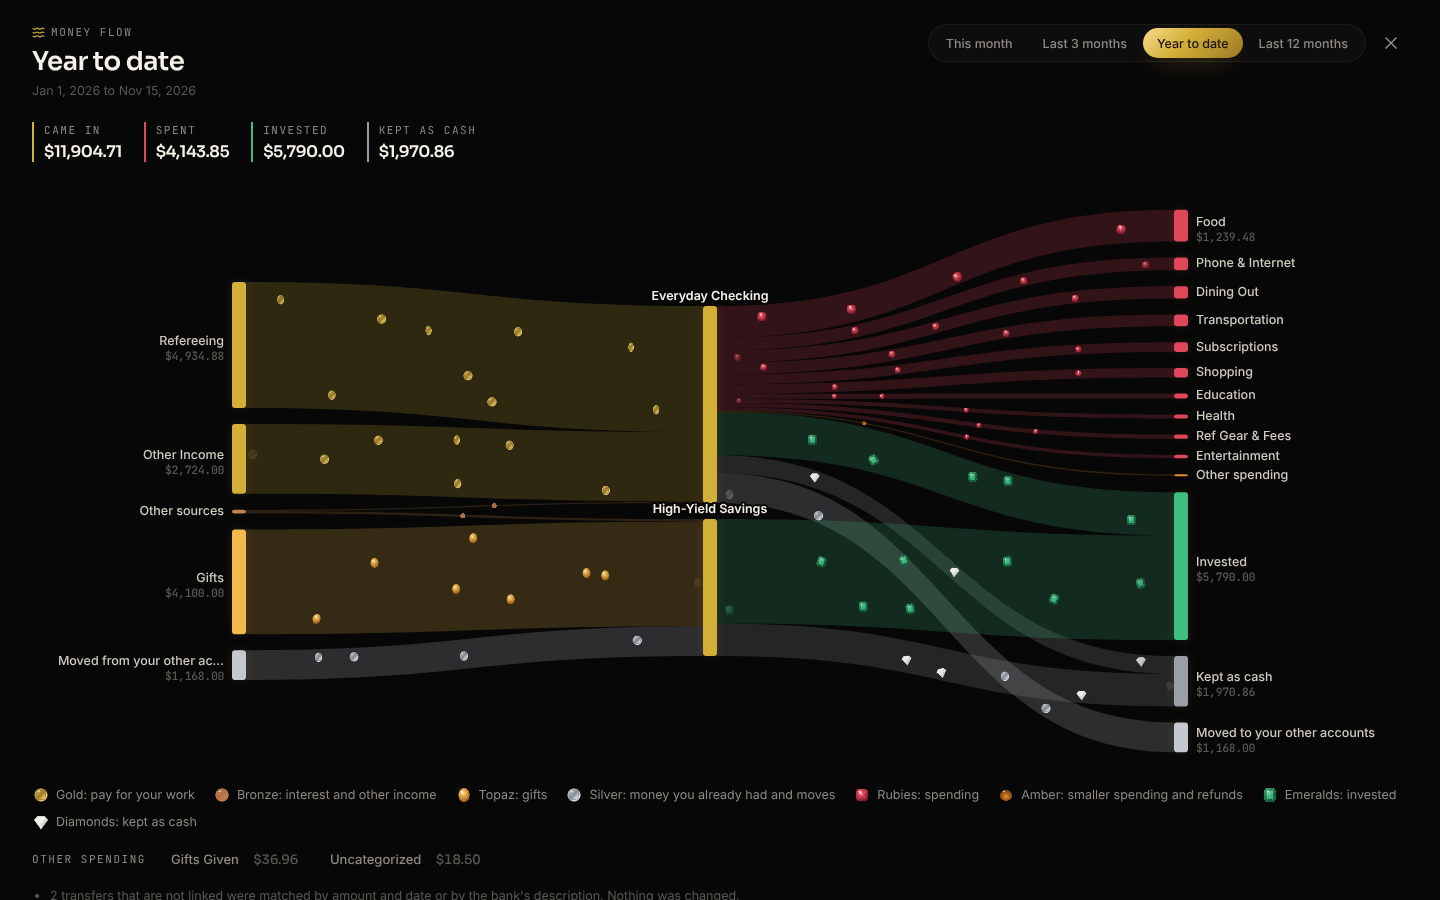 MONEY FLOW
Year to date
Jan 1, 2026 to Nov 15, 2026
This month
Last 3 months
Year to date
Last 12 months
CAME IN
$11,904.71
SPENT
$4,143.85
INVESTED
$5,790.00
KEPT AS CASH
$1,970.86
Refereeing
$4,934.88
Other Income
$2,724.00
Other sources
Gifts
$4,100.00
Moved from your other ac...
$1,168.00
Everyday Checking
High-Yield Savings
Food
$1,239.48
Phone & Internet
Dining Out
Transportation
Subscriptions
Shopping
Education
Health
Ref Gear & Fees
Entertainment
Other spending
Invested
$5,790.00
Kept as cash
$1,970.86
Moved to your other accounts
$1,168.00
Gold: pay for your work
Bronze: interest and other income
Topaz: gifts
Silver: money you already had and moves
Rubies: spending
Amber: smaller spending and refunds
Emeralds: invested
Diamonds: kept as cash
OTHER SPENDING
Gifts Given $36.96
Uncategorized $18.50
• 2 transfers that are not linked were matched by amount and date or by the bank's description. Nothing was changed.